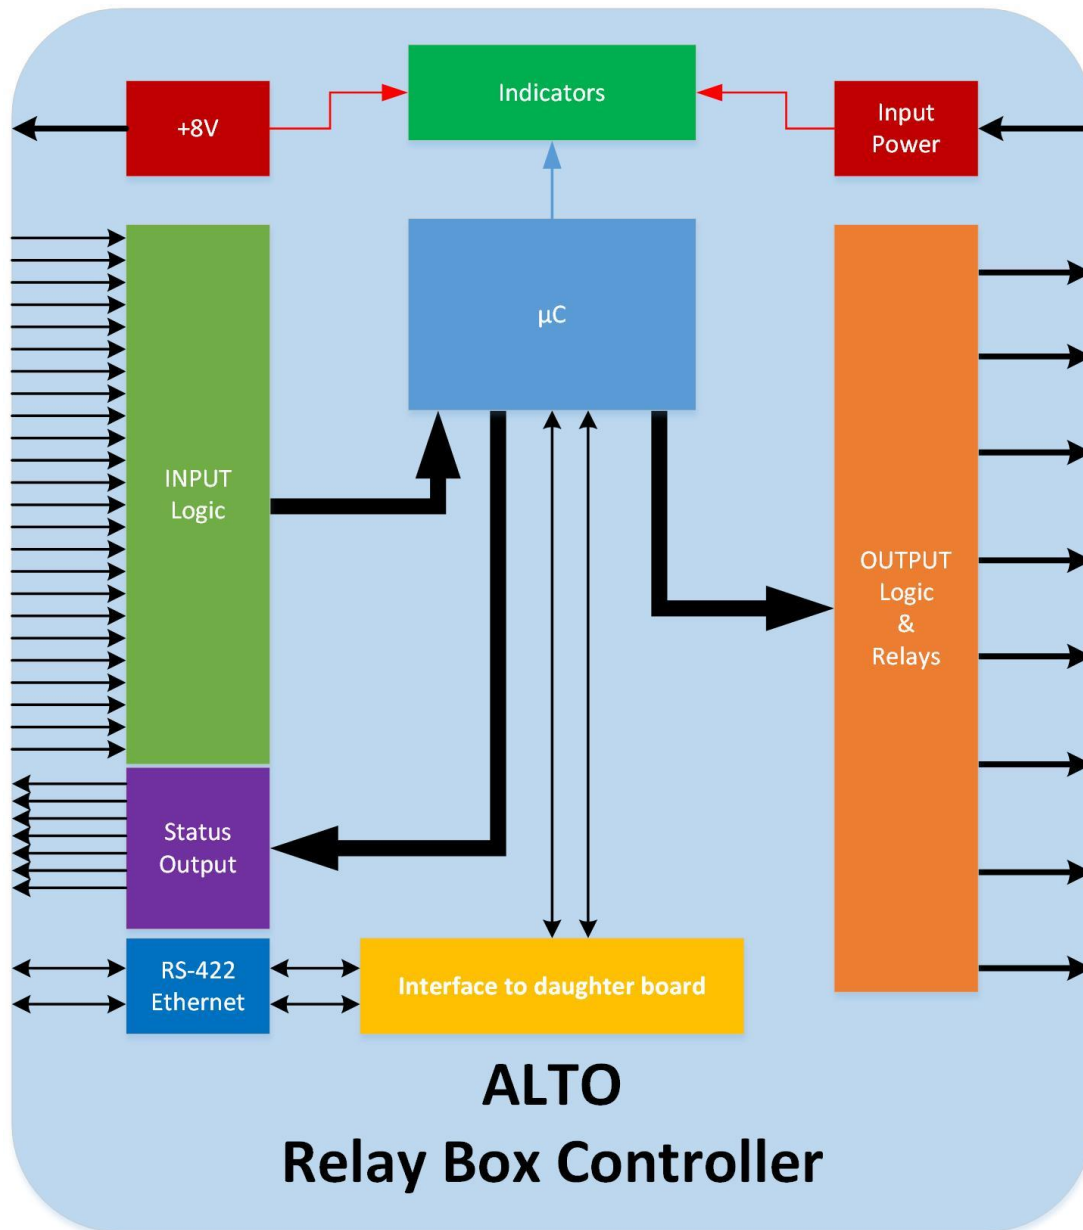 Indicators
+8V
Input
Power
µC
INPUT
Logic
OUTPUT
Logic
&
Relays
Status
Output
RS-422
Ethernet
Interface to daughter board
ALTO
Relay Box Controller